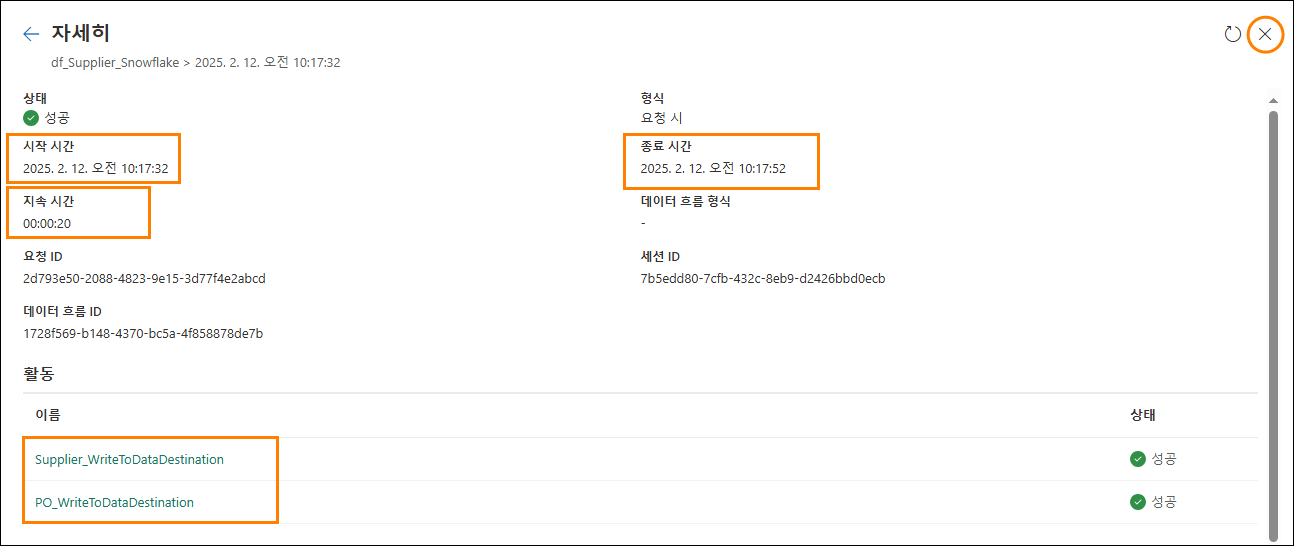 자세히
df_Supplier_Snowflake > 2025. 2. 12. 오전 10:17:32
상태
성공
형식
요청 시
시작 시간
2025. 2. 12. 오전 10:17:32
종료 시간
2025. 2. 12. 오전 10:17:52
지속 시간
00:00:20
데이터 흐름 형식
-
요청 ID
2d793e50-2088-4823-9e15-3d77f4e2abcd
세션 ID
7b5edd80-7cfb-432c-8eb9-d2426bbd0ecb
데이터 흐름 ID
1728f569-b148-4370-bc5a-4f858878de7b
활동
이름 상태
Supplier_WriteToDataDestination 성공
PO_WriteToDataDestination 성공